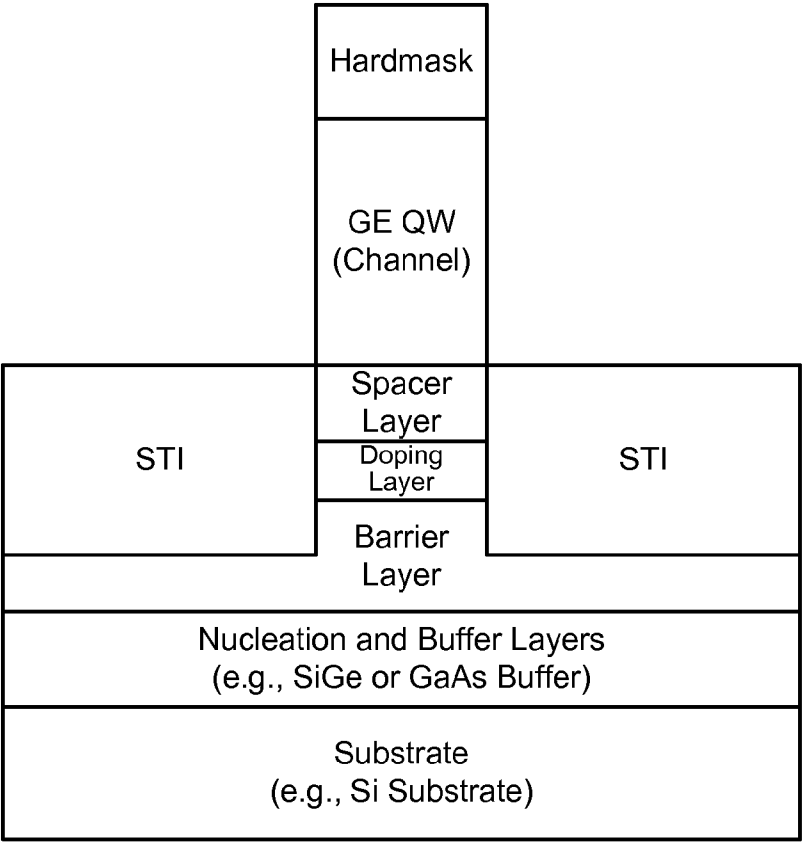 Hardmask
GE QW
(Channel)
Spacer
Layer
STI
Doping
Layer
STI
Barrier
Layer
Nucleation and Buffer Layers
(e.g., SiGe or GaAs Buffer)
Substrate
(e.g., Si Substrate)